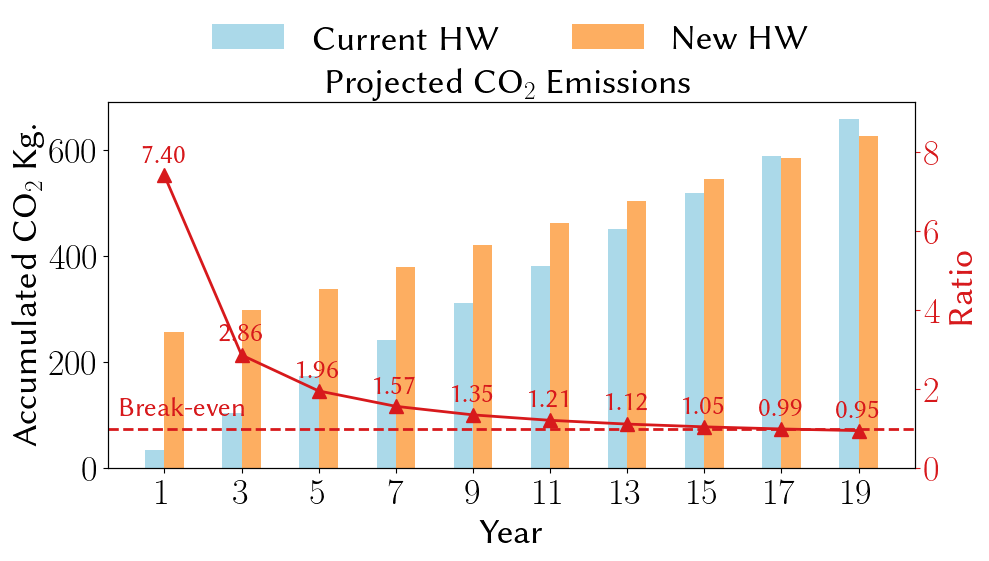 Current HW New HW
Projected CO₂ Emissions
Accumulated CO₂ Kg.
600
400
200
0
7.40
2.86
1.96
1.57
1.35
1.21
1.12
1.05
0.99
0.95
Break-even
8
6
4
2
0
Ratio
1 3 5 7 9 11 13 15 17 19
Year